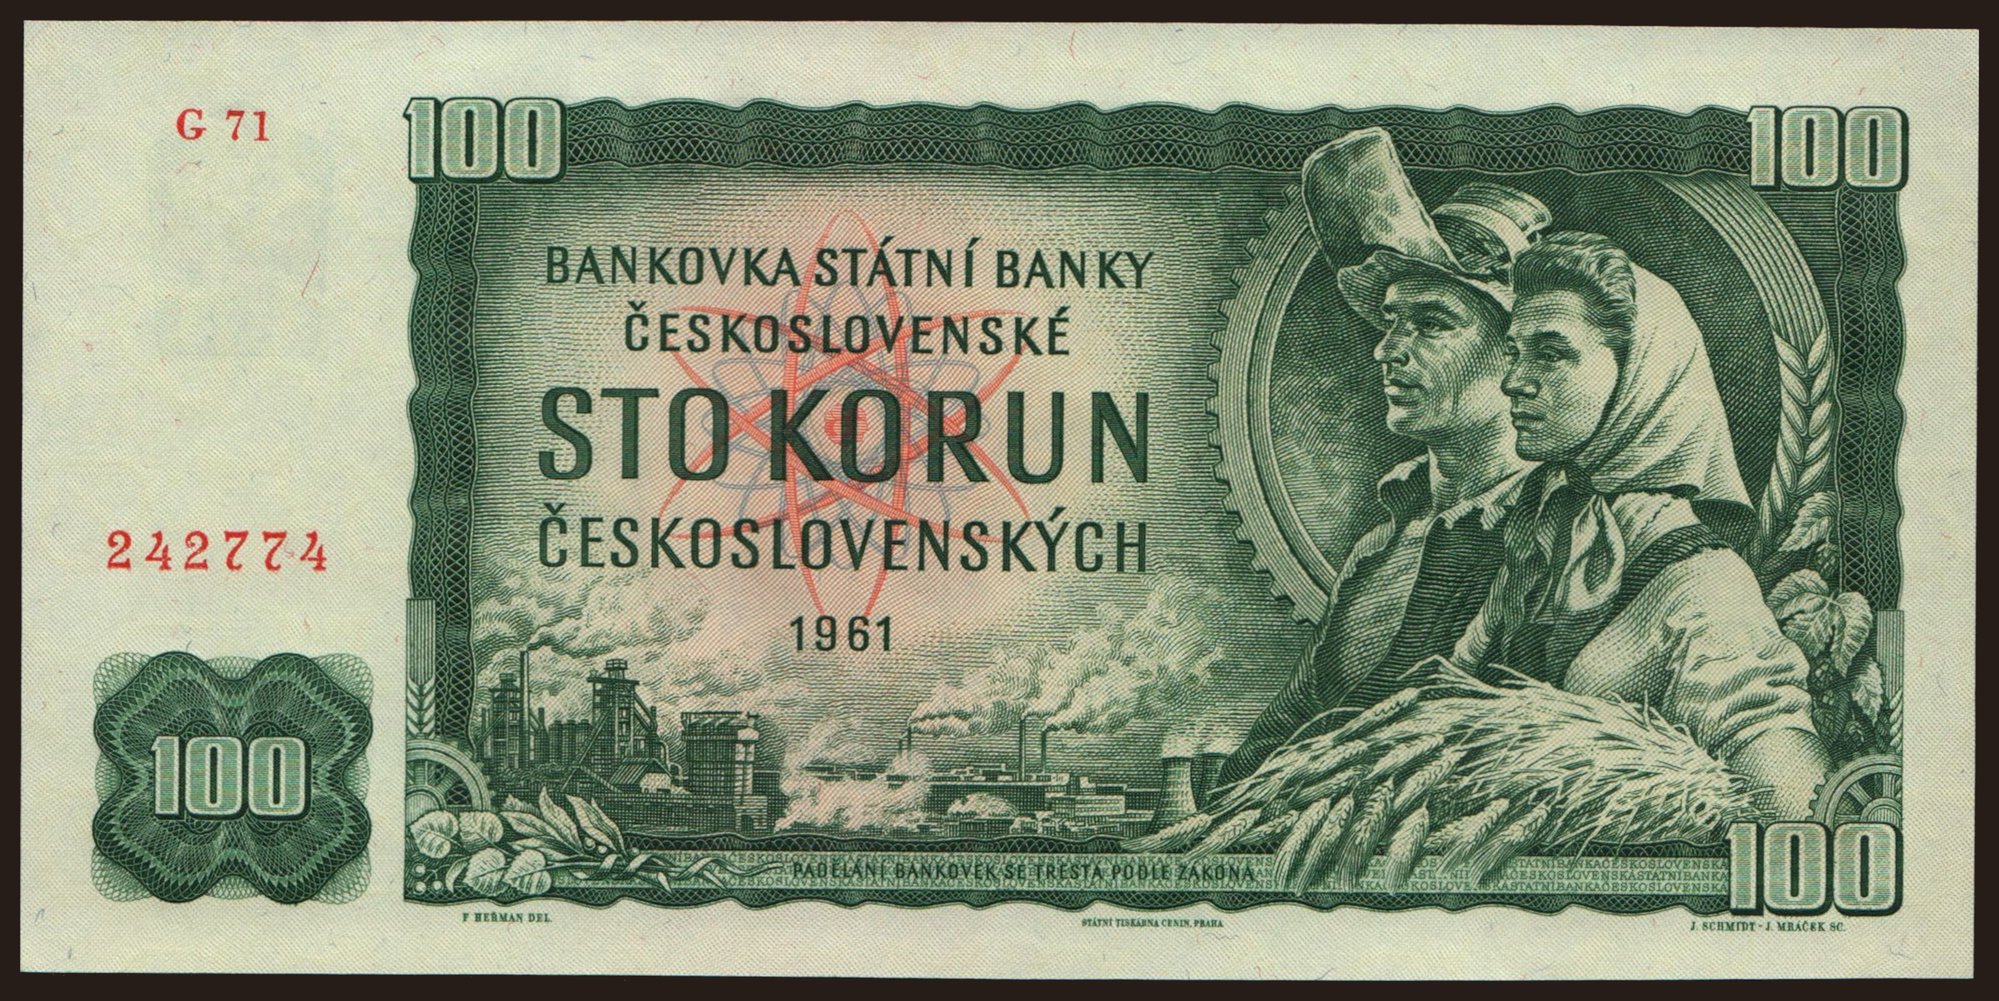 G 71
100
100
BANKOVKA STÁTNÍ BANKY
ČESKOSLOVENSKÉ
STO KORUN
ČESKOSLOVENSKÝCH
1961
242774
100
100
PADĚLÁNÍ BANKOVEK SE TRESTÁ PODLE ZÁKONA
F HEŘMAN DEL.
STÁTNÍ TISKÁRNA CENIN, PRAHA
J. SCHMIDT - J. MRÁČEK SC.